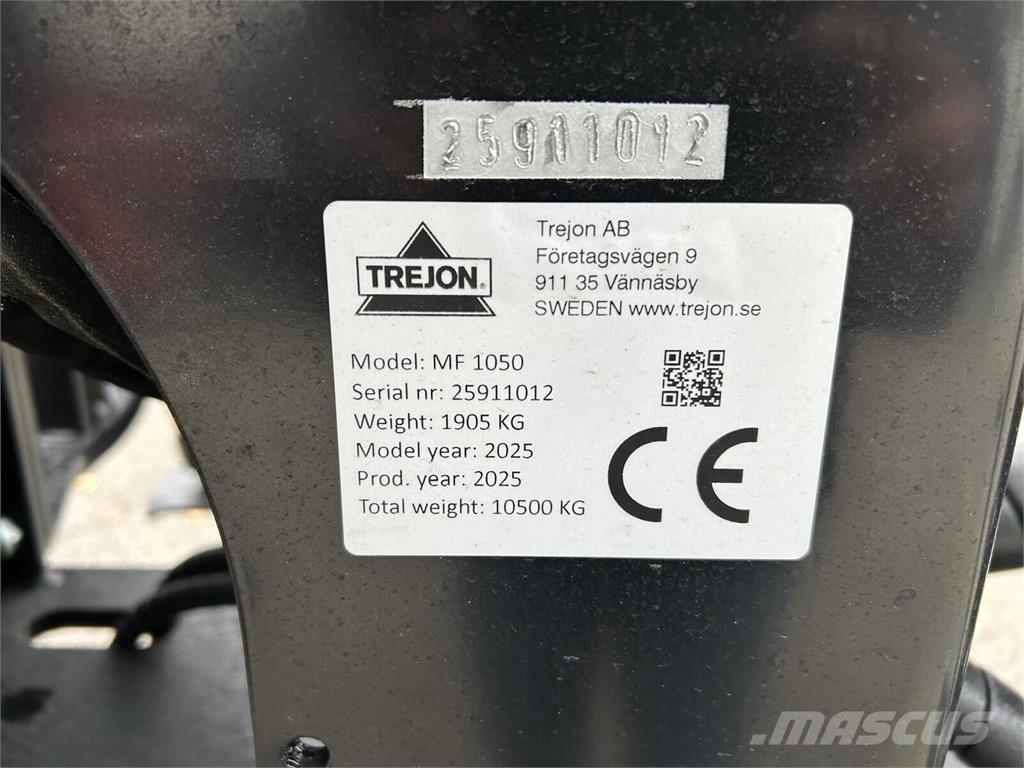 25911012
TREJON®
Trejon AB
Företagsvägen 9
911 35 Vännäsby
SWEDEN www.trejon.se
Model: MF 1050
Serial nr: 25911012
Weight: 1905 KG
Model year: 2025
Prod. year: 2025
Total weight: 10500 KG
CE
MASCUS